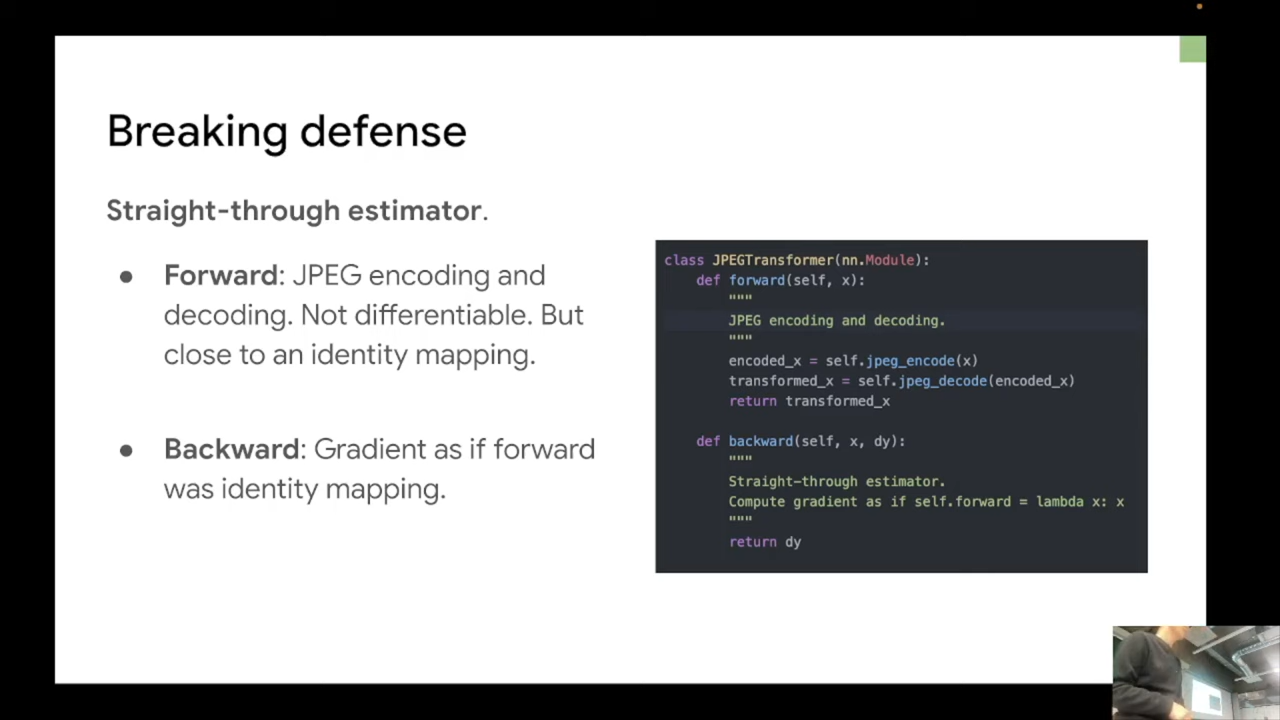 Breaking defense
Straight-through estimator.
● Forward: JPEG encoding and
decoding. Not differentiable. But
close to an identity mapping.
● Backward: Gradient as if forward
was identity mapping.
class JPEGTransformer(nn.Module):
def forward(self, x):
"""
JPEG encoding and decoding.
"""
encoded_x = self.jpeg_encode(x)
transformed_x = self.jpeg_decode(encoded_x)
return transformed_x
def backward(self, x, dy):
"""
Straight-through estimator.
Compute gradient as if self.forward = lambda x: x
"""
return dy